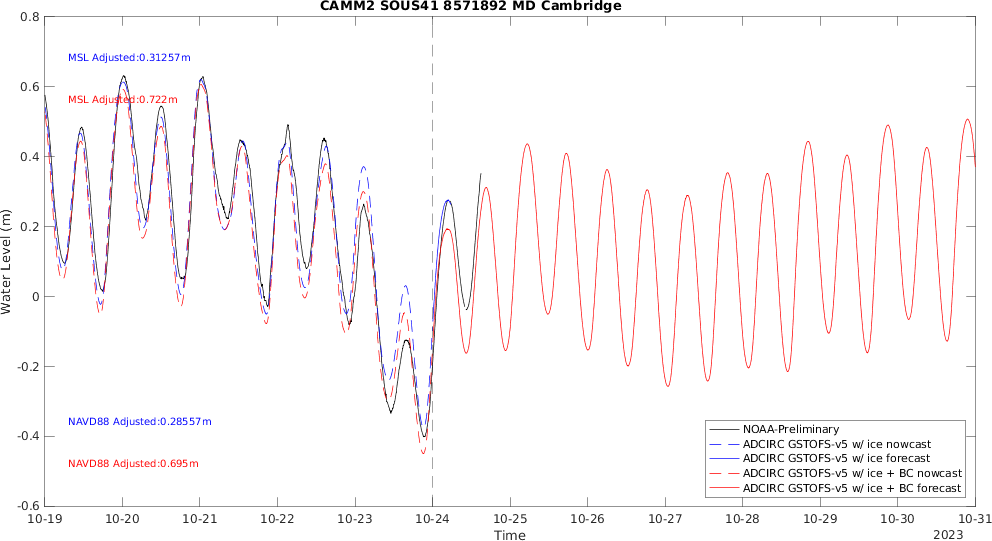 CAMM2 SOUS41 8571892 MD Cambridge
0.8
0.6
0.4
0.2
0
-0.2
-0.4
-0.6
Water Level (m)
MSL Adjusted:0.31257m
MSL Adjusted:0.722m
NAVD88 Adjusted:0.28557m
NAVD88 Adjusted:0.695m
NOAA-Preliminary
ADCIRC GSTOFS-v5 w/ ice nowcast
ADCIRC GSTOFS-v5 w/ ice forecast
ADCIRC GSTOFS-v5 w/ ice + BC nowcast
ADCIRC GSTOFS-v5 w/ ice + BC forecast
10-19 10-20 10-21 10-22 10-23 10-24 10-25 10-26 10-27 10-28 10-29 10-30 10-31
Time
2023